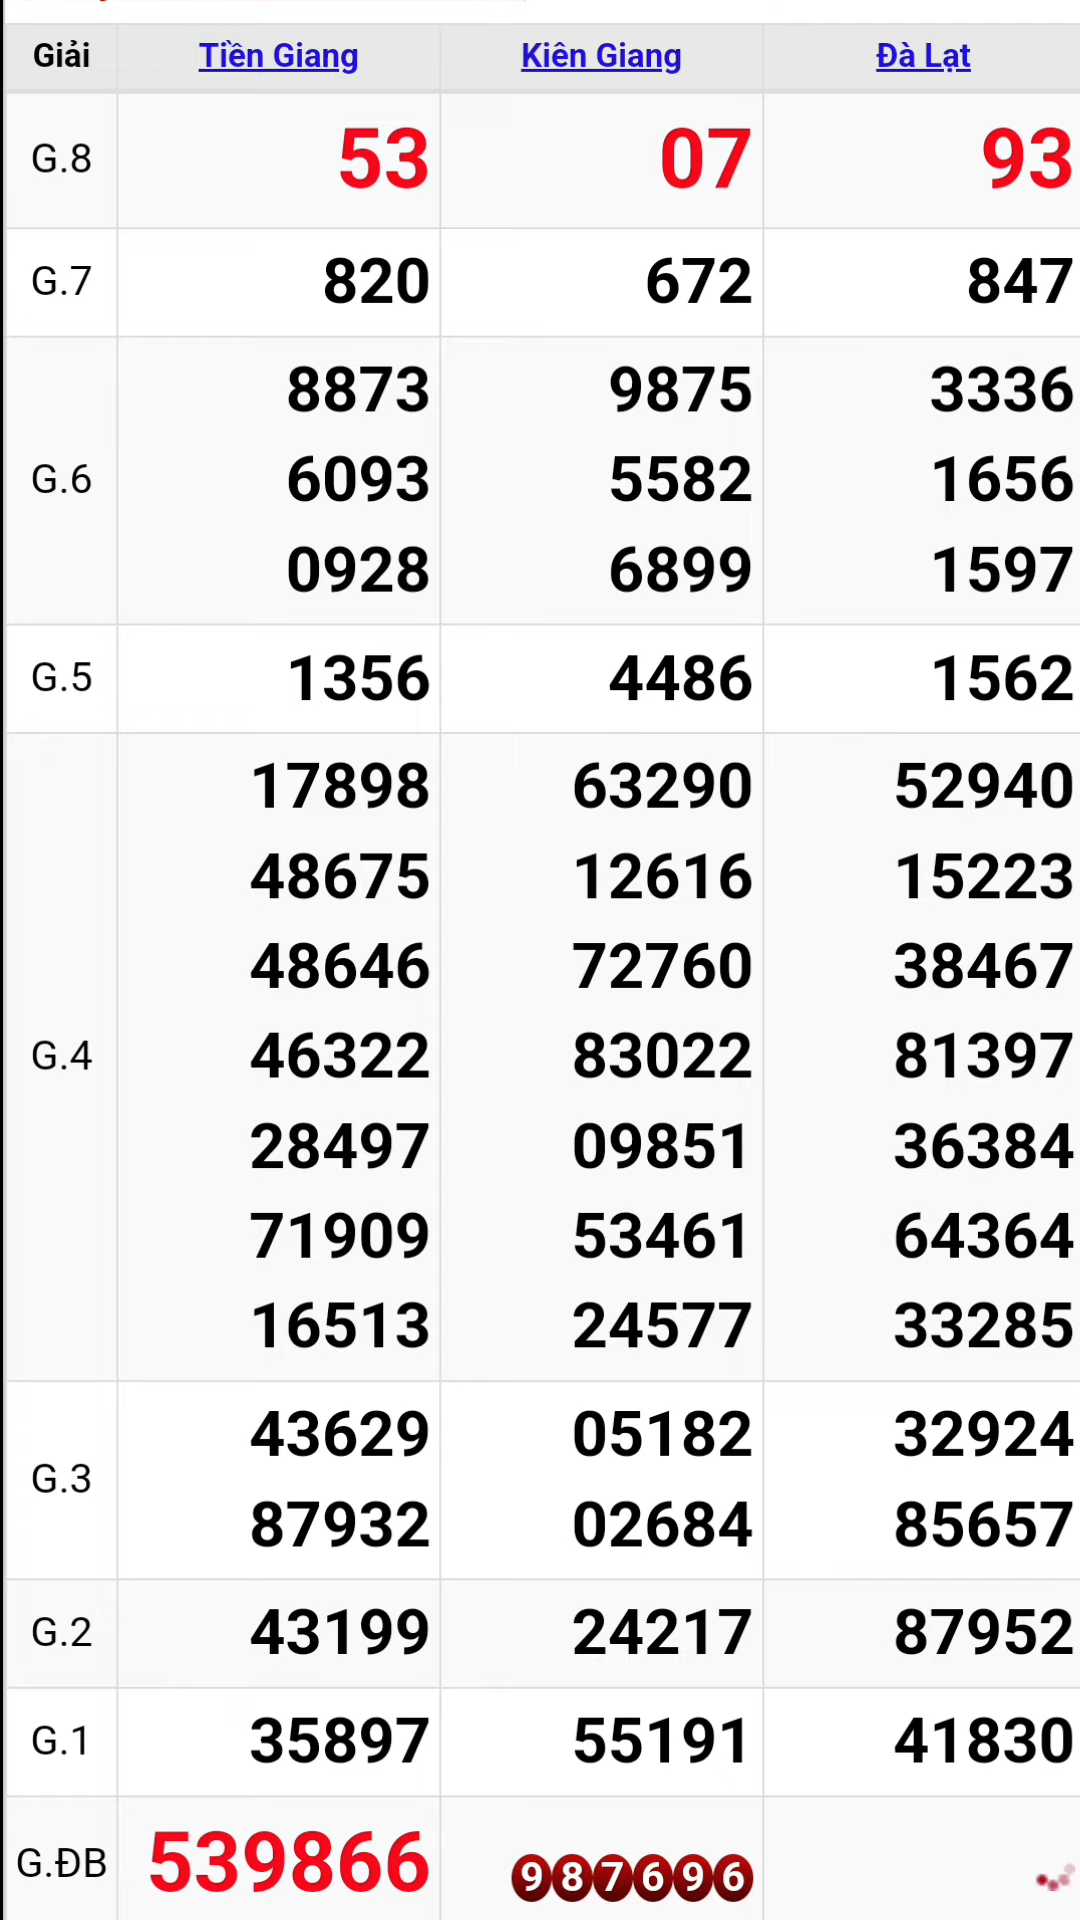 Giải Tiền Giang Kiên Giang Đà Lạt
G.8 53 07 93
G.7 820 672 847
8873 9875 3336
G.6 6093 5582 1656
0928 6899 1597
G.5 1356 4486 1562
17898 63290 52940
48675 12616 15223
48646 72760 38467
G.4 46322 83022 81397
28497 09851 36384
71909 53461 64364
16513 24577 33285
G.3
43629 05182 32924
87932 02684 85657
G.2 43199 24217 87952
G.1 35897 55191 41830
G.ĐB 539866 987696